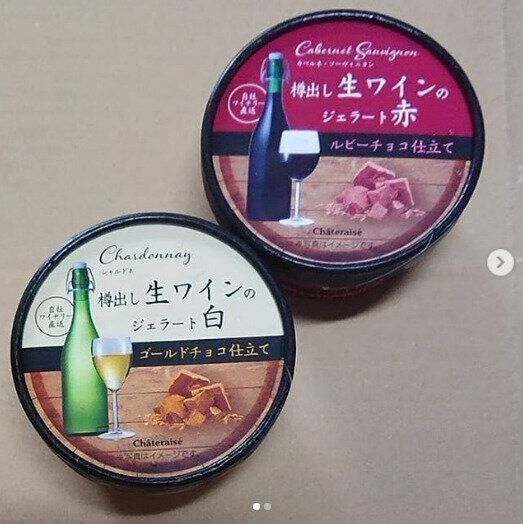 Cabernet Sauvignon
カベルネ・ソーヴィニヨン
自社
ワイナリー
直送
樽出し生ワインの
ジェラート赤
ルビーチョコ仕立て
Châteraisé
※写真はイメージです。
Chardonnay
シャルドネ
自社
ワイナリー
直送
樽出し生ワインの
ジェラート白
ゴールドチョコ仕立て
Châteraisé
※写真はイメージです。